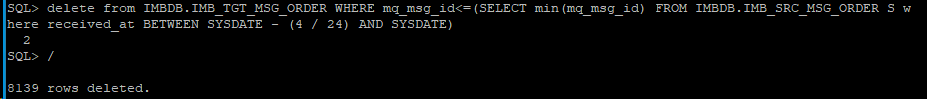 SQL> delete from IMBDB.IMB_TGT_MSG_ORDER WHERE mq_msg_id<=(SELECT min(mq_msg_id) FROM IMBDB.IMB_SRC_MSG_ORDER S w
here received_at BETWEEN SYSDATE - (4 / 24) AND SYSDATE)
  2
SQL> /
8139 rows deleted.